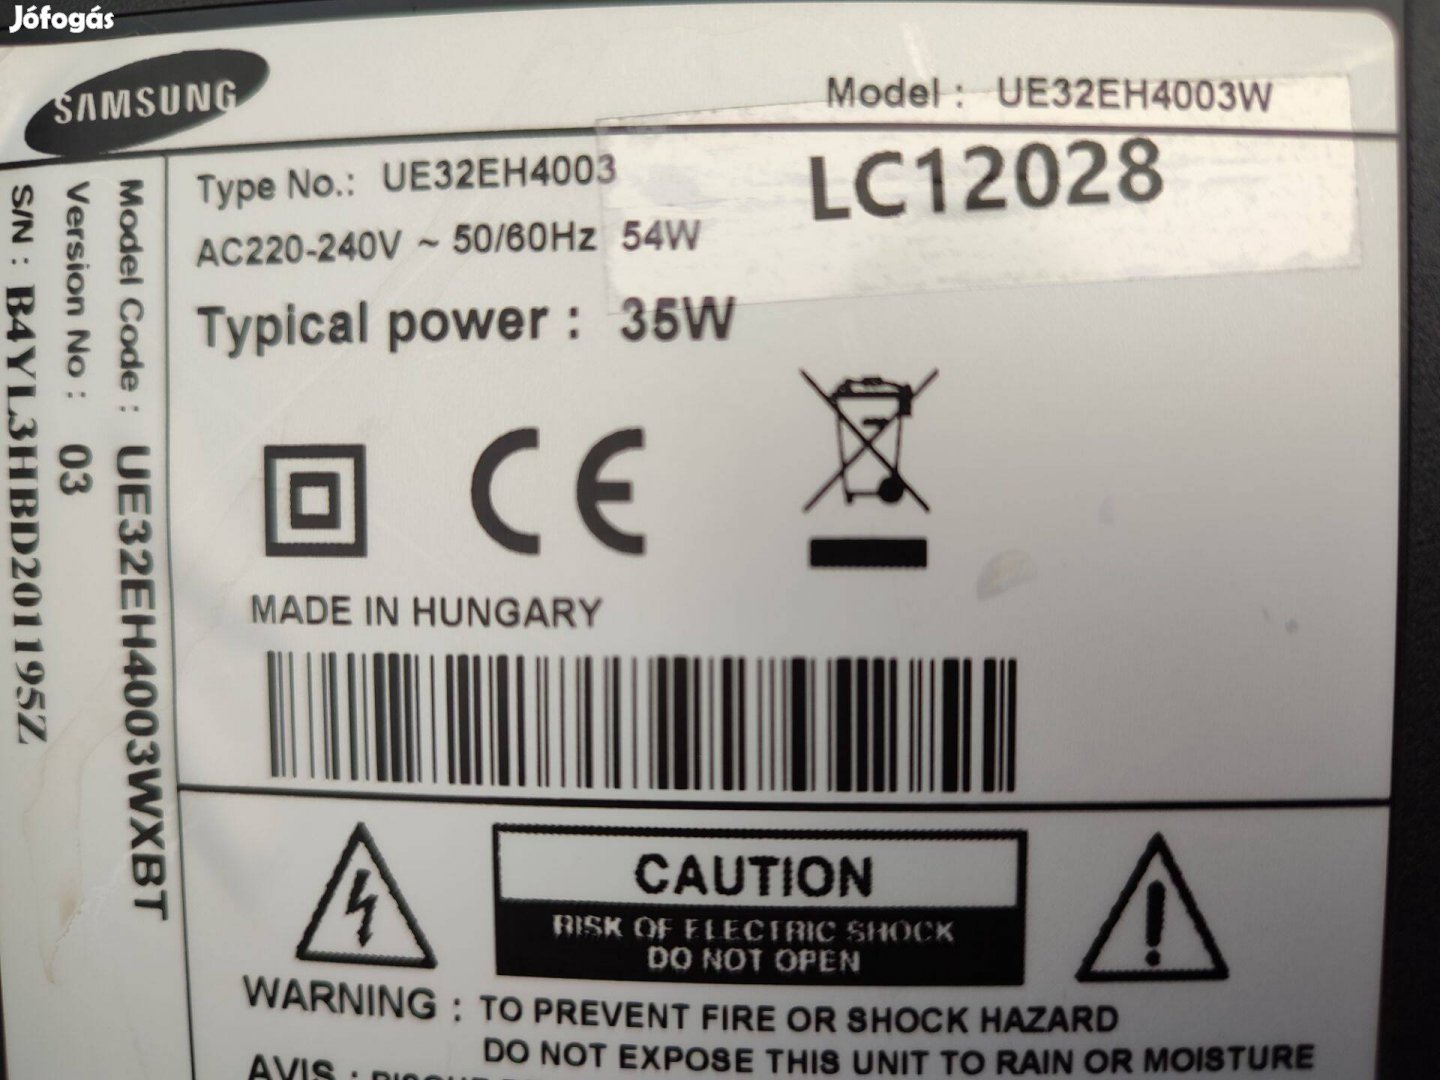 Jófogás
SAMSUNG
Model : UE32EH4003W
LC12028
Type No.: UE32EH4003
AC220-240V ~ 50/60Hz 54W
Typical power : 35W
CE
MADE IN HUNGARY
Model Code : UE32EH4003WXBT
Version No : 03
S/N : B4YL3HBD201195Z
CAUTION
RISK OF ELECTRIC SHOCK
DO NOT OPEN
WARNING : TO PREVENT FIRE OR SHOCK HAZARD
DO NOT EXPOSE THIS UNIT TO RAIN OR MOISTURE
AVIS :